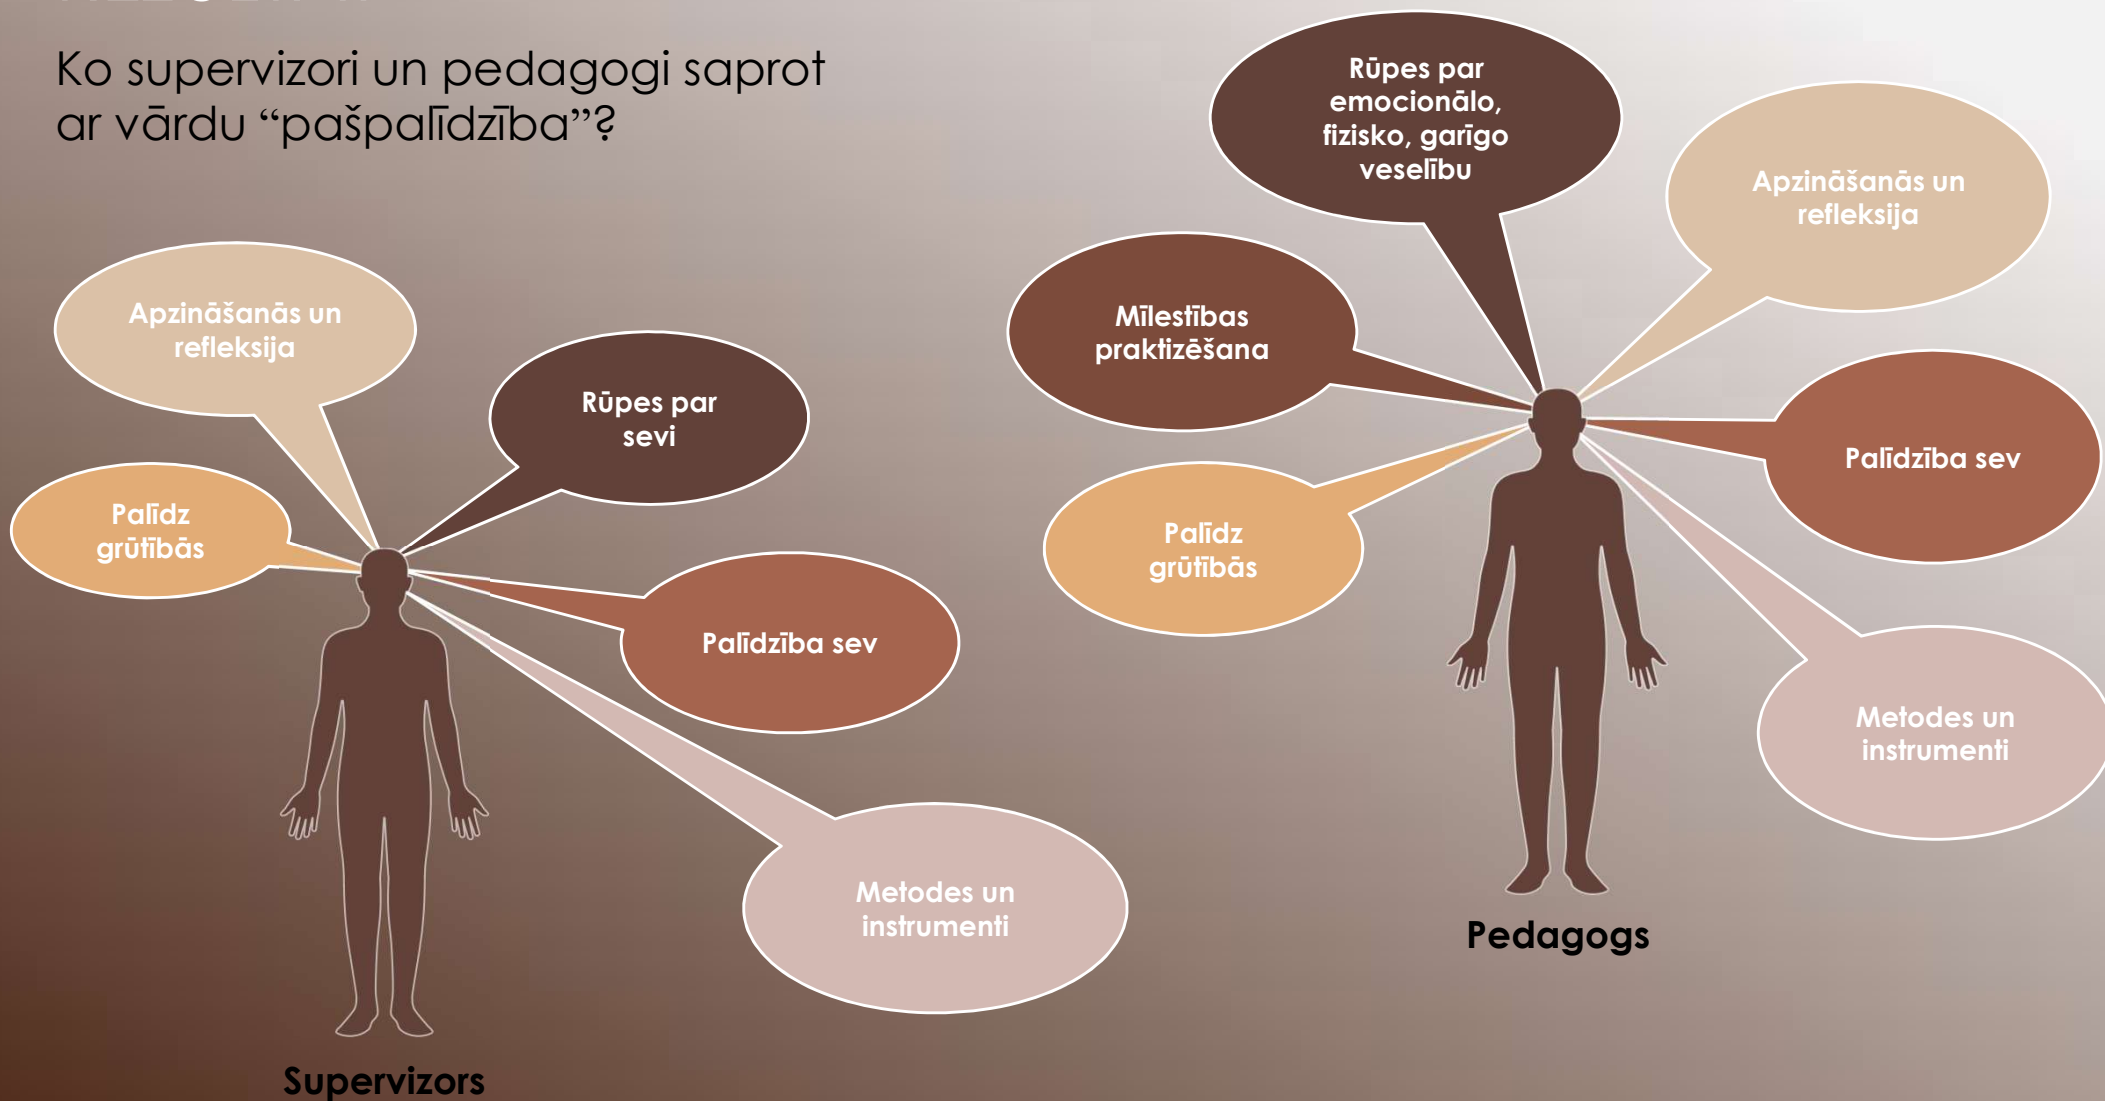 Ko supervizori un pedagogi saprot
ar vārdu “pašpalīdzība”?
Apzināšanās un
refleksija
Rūpes par
sevi
Palīdz
grūtībās
Palīdzība sev
Metodes un
instrumenti
Supervizors
Rūpes par
emocionālo,
fizisko, garīgo
veselību
Apzināšanās un
refleksija
Mīlestības
praktizēšana
Palīdzība sev
Palīdz
grūtībās
Metodes un
instrumenti
Pedagogs